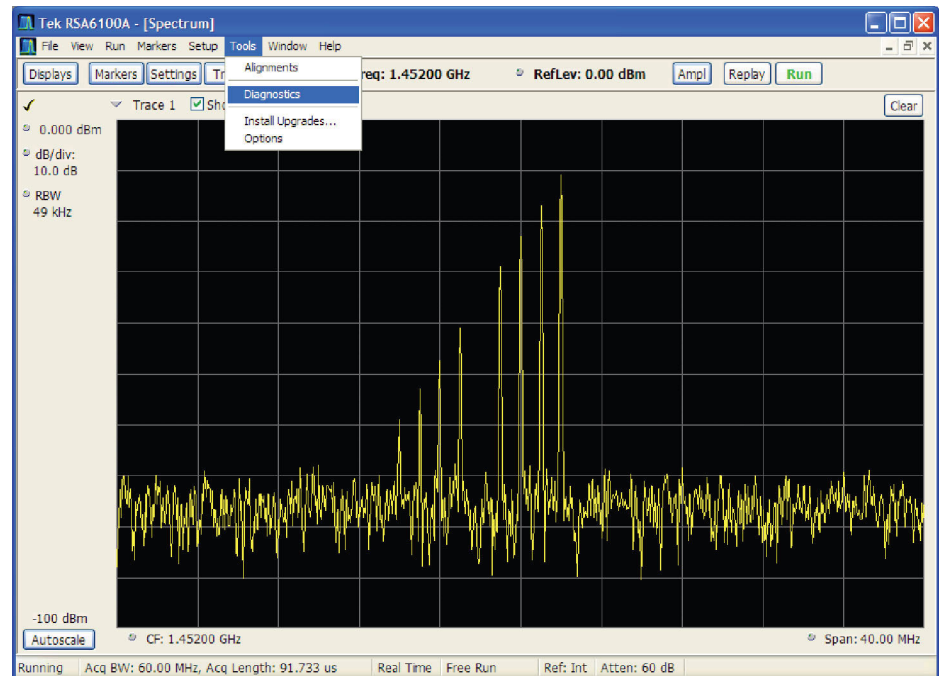 Tek RSA6100A - [Spectrum]
File View Run Markers Setup Tools Window Help
Displays Markers Settings Tr req: 1.45200 GHz RefLev: 0.00 dBm Ampl Replay Run
Alignments
Diagnostics
Install Upgrades...
Options
Trace 1 Sho Clear
0.000 dBm
dB/div:
10.0 dB
RBW
49 kHz
-100 dBm
Autoscale CF: 1.45200 GHz Span: 40.00 MHz
Running Acq BW: 60.00 MHz, Acq Length: 91.733 us Real Time Free Run Ref: Int Atten: 60 dB